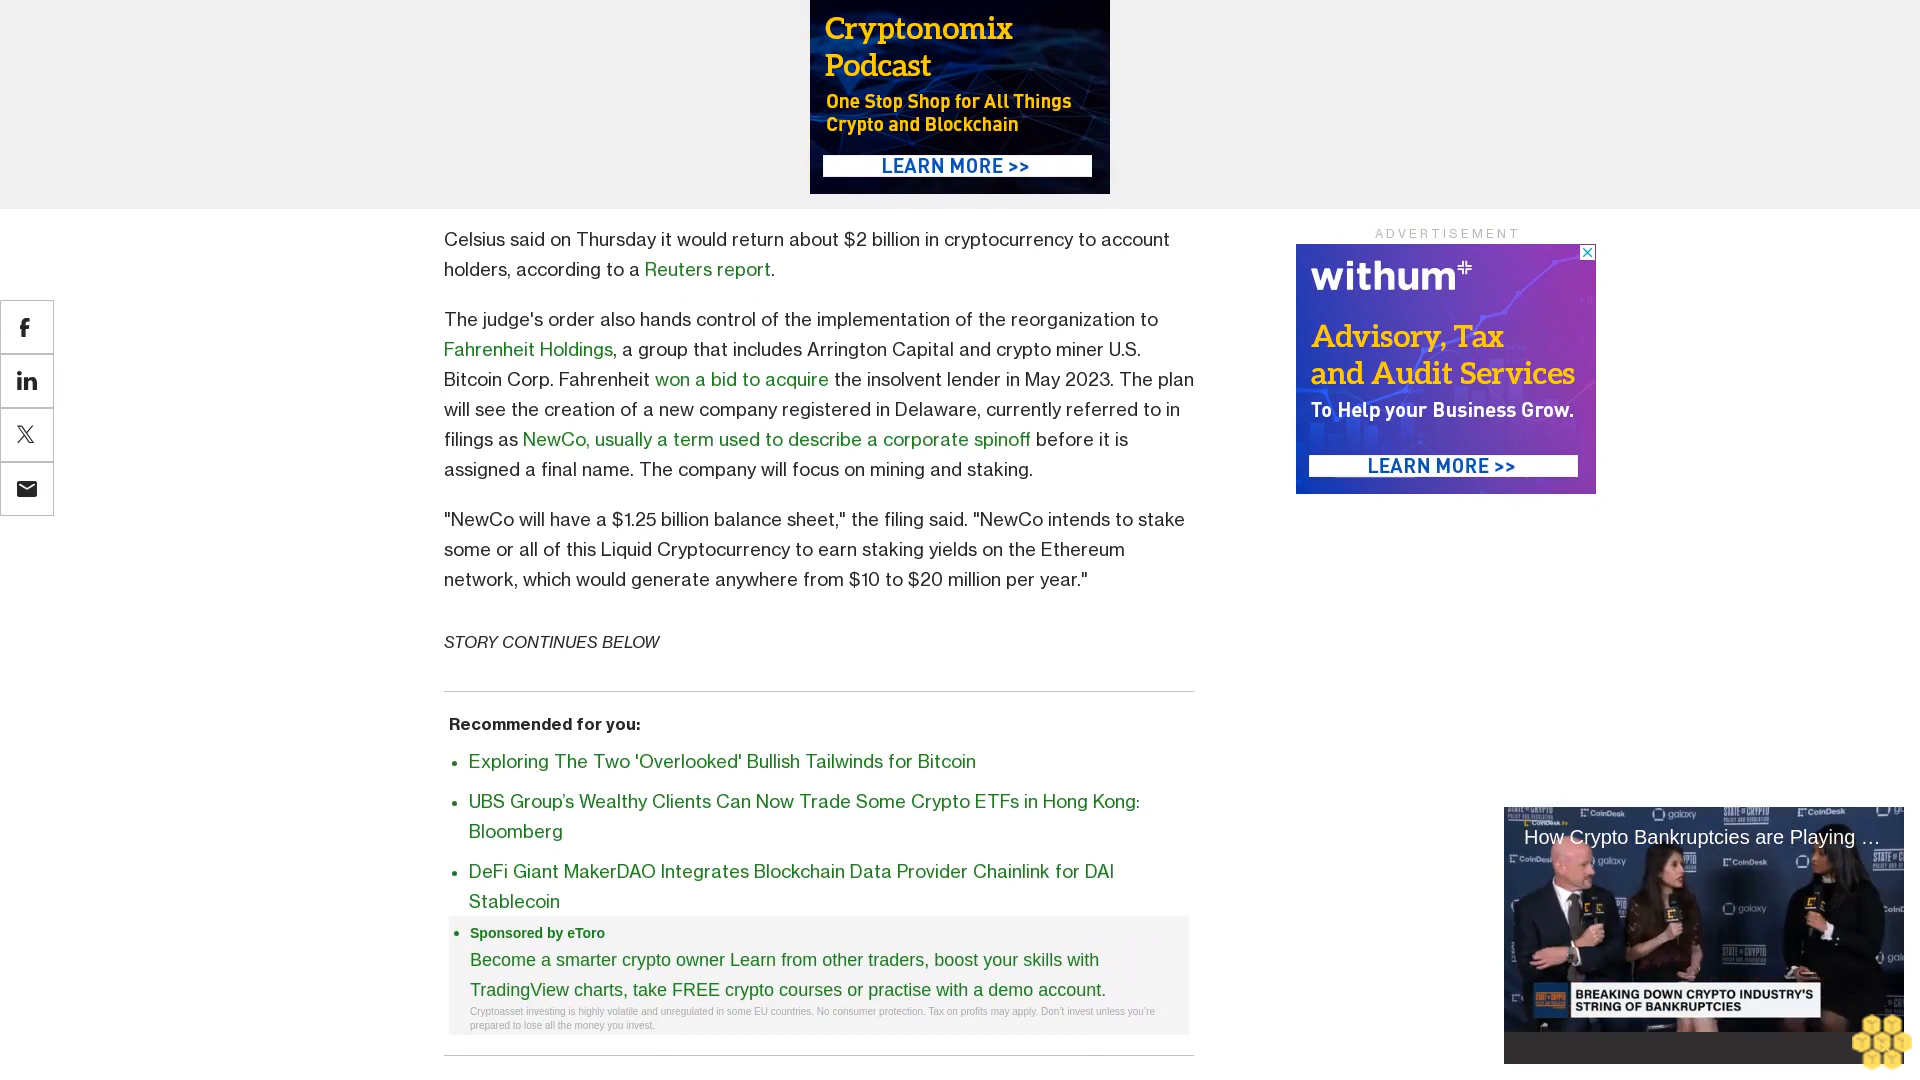 Cryptonomix
Podcast
One Stop Shop for All Things
Crypto and Blockchain
LEARN MORE >>
Celsius said on Thursday it would return about $2 billion in cryptocurrency to account
holders, according to a Reuters report.
The judge's order also hands control of the implementation of the reorganization to
Fahrenheit Holdings, a group that includes Arrington Capital and crypto miner U.S.
Bitcoin Corp. Fahrenheit won a bid to acquire the insolvent lender in May 2023. The plan
will see the creation of a new company registered in Delaware, currently referred to in
filings as NewCo, usually a term used to describe a corporate spinoff before it is
assigned a final name. The company will focus on mining and staking.
"NewCo will have a $1.25 billion balance sheet," the filing said. "NewCo intends to stake
some or all of this Liquid Cryptocurrency to earn staking yields on the Ethereum
network, which would generate anywhere from $10 to $20 million per year."
STORY CONTINUES BELOW
Recommended for you:
• Exploring The Two 'Overlooked' Bullish Tailwinds for Bitcoin
• UBS Group’s Wealthy Clients Can Now Trade Some Crypto ETFs in Hong Kong:
Bloomberg
• DeFi Giant MakerDAO Integrates Blockchain Data Provider Chainlink for DAI
Stablecoin
• Sponsored by eToro
Become a smarter crypto owner Learn from other traders, boost your skills with
TradingView charts, take FREE crypto courses or practise with a demo account.
Cryptoasset investing is highly volatile and unregulated in some EU countries. No consumer protection. Tax on profits may apply. Don’t invest unless you’re
prepared to lose all the money you invest.
ADVERTISEMENT
withum
Advisory, Tax
and Audit Services
To Help your Business Grow.
LEARN MORE >>
How Crypto Bankruptcies are Playing …
CoinDesk
galaxy
CoinDesk
galaxy
CoinDesk
galaxy
CoinDesk
galaxy
STATE OF CRYPTO
BREAKING DOWN CRYPTO INDUSTRY'S
STRING OF BANKRUPTCIES